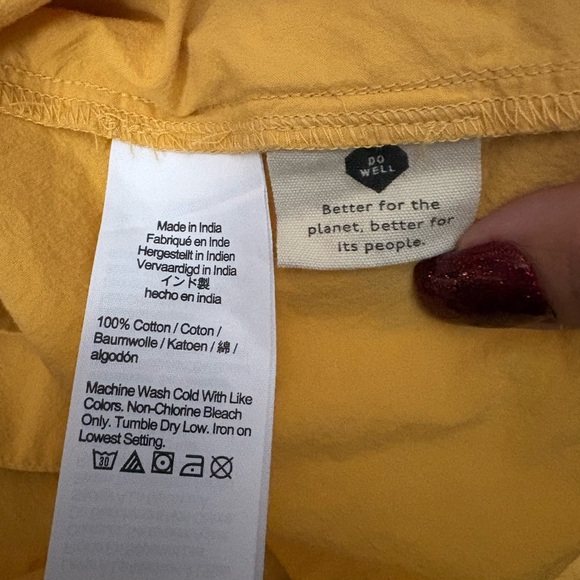 Made in India
Fabriqué en Inde
Hergestellt in Indien
Vervaardigd in India
インド製
hecho en india
100% Cotton / Coton /
Baumwolle / Katoen / 綿 /
algodón
Machine Wash Cold With Like
Colors. Non-Chlorine Bleach
Only. Tumble Dry Low. Iron on
Lowest Setting.
30
DO
WELL
Better for the
planet, better for
its people.